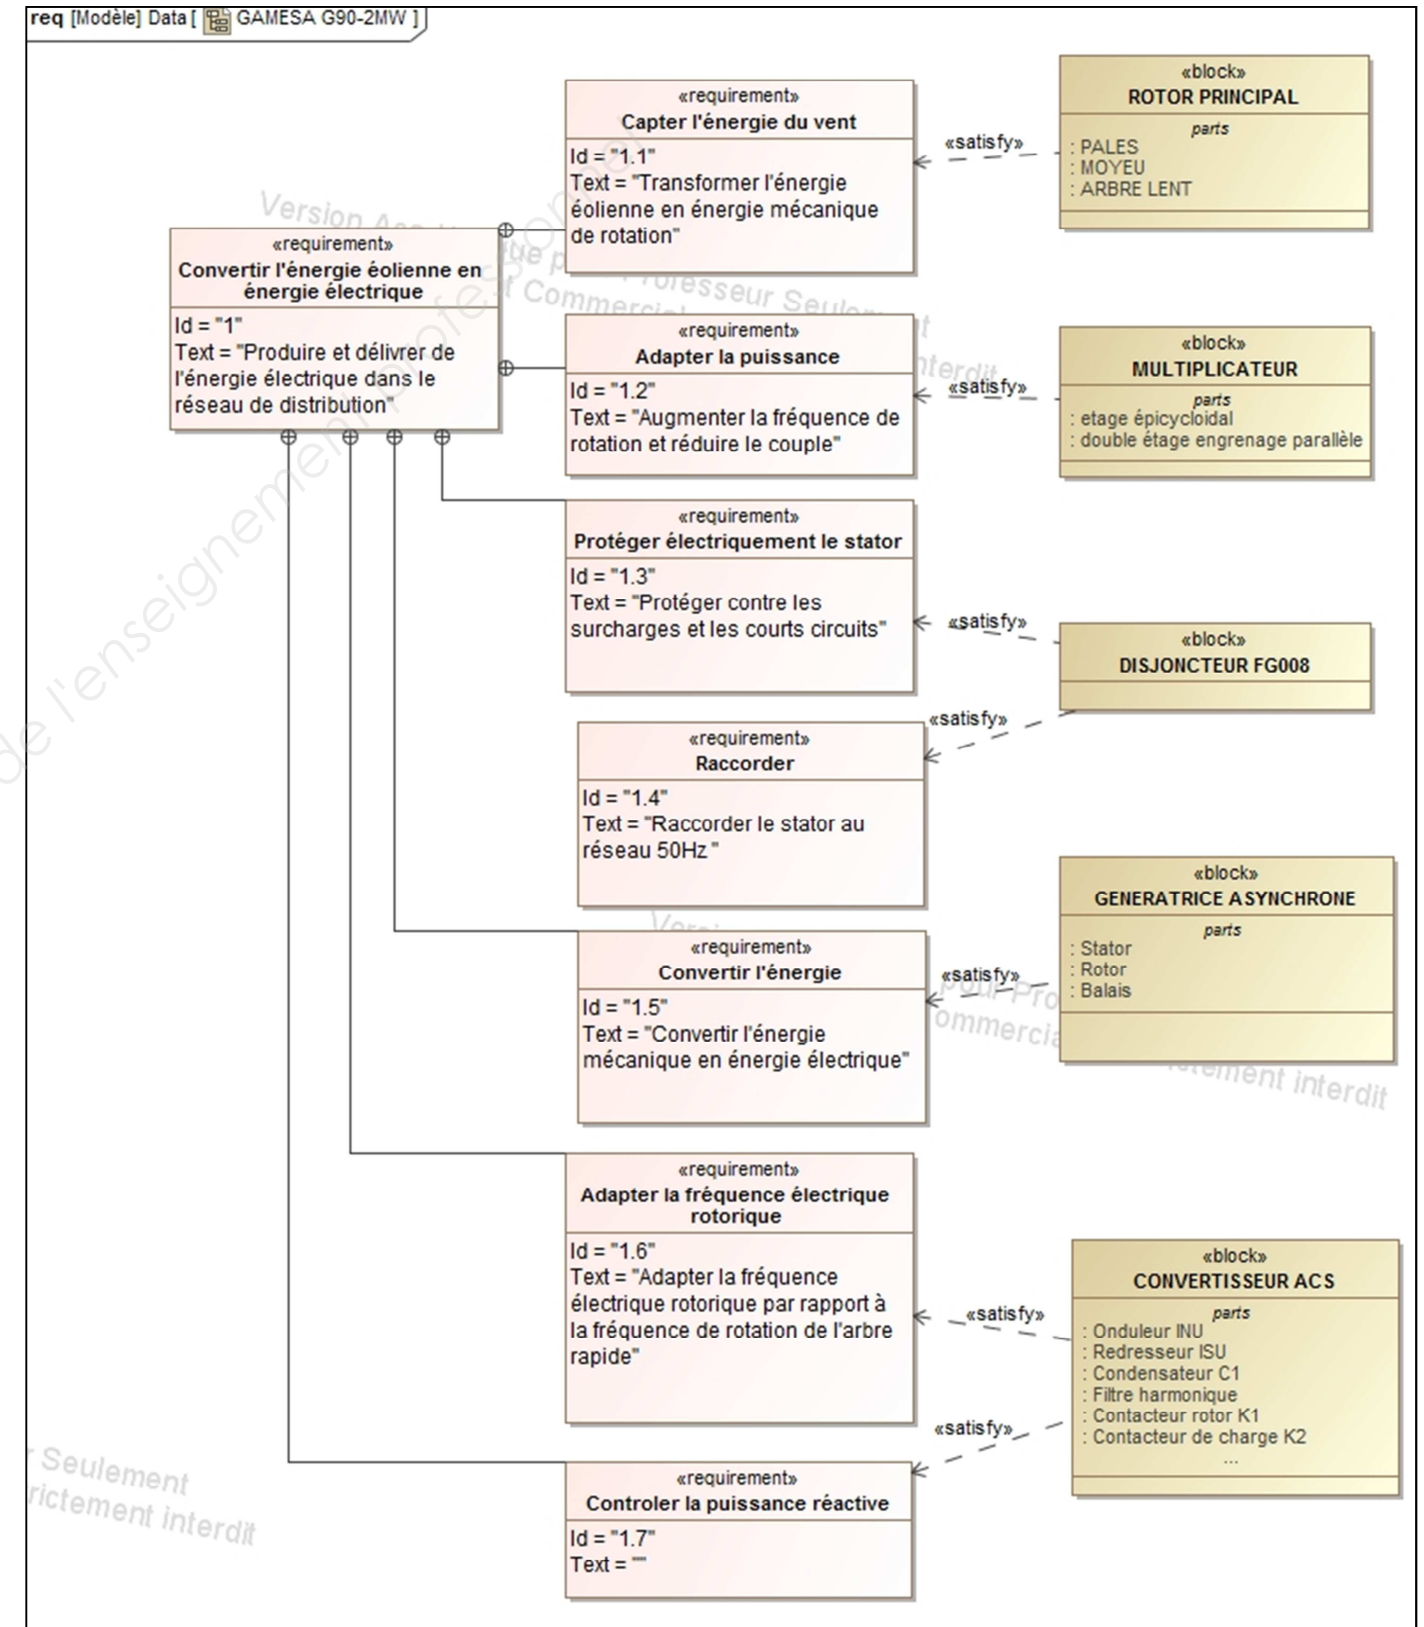 req [Modèle] Data [ GAMESA G90-2MW ]
«requirement»
Convertir l'énergie éolienne en
énergie électrique
Id = "1"
Text = "Produire et délivrer de
l'énergie électrique dans le
réseau de distribution"
«requirement»
Capter l'énergie du vent
Id = "1.1"
Text = "Transformer l'énergie
éolienne en énergie mécanique
de rotation"
«satisfy»
«block»
ROTOR PRINCIPAL
parts
: PALES
: MOYEU
: ARBRE LENT
«requirement»
Adapter la puissance
Id = "1.2"
Text = "Augmenter la fréquence de
rotation et réduire le couple"
«satisfy»
«block»
MULTIPLICATEUR
parts
: etage épicycloidal
: double étage engrenage parallèle
«requirement»
Protéger électriquement le stator
Id = "1.3"
Text = "Protéger contre les
surcharges et les courts circuits"
«satisfy»
«block»
DISJONCTEUR FG008
«satisfy»
«requirement»
Raccorder
Id = "1.4"
Text = "Raccorder le stator au
réseau 50Hz "
«requirement»
Convertir l'énergie
Id = "1.5"
Text = "Convertir l'énergie
mécanique en énergie électrique"
«satisfy»
«block»
GENERATRICE ASYNCHRONE
parts
: Stator
: Rotor
: Balais
«requirement»
Adapter la fréquence électrique
rotorique
Id = "1.6"
Text = "Adapter la fréquence
électrique rotorique par rapport à
la fréquence de rotation de l'arbre
rapide"
«satisfy»
«block»
CONVERTISSEUR ACS
parts
: Onduleur INU
: Redresseur ISU
: Condensateur C1
: Filtre harmonique
: Contacteur rotor K1
: Contacteur de charge K2
...
«satisfy»
«requirement»
Controler la puissance réactive
Id = "1.7"
Text = ""
de l'enseignement professionnel
Seulement
interdit